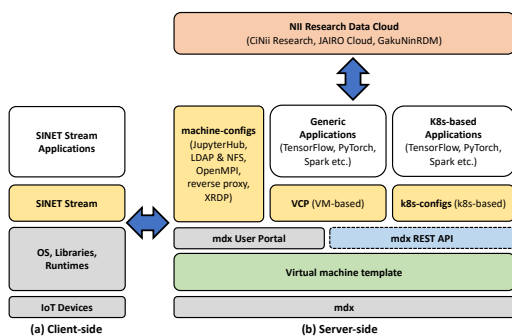 NII Research Data Cloud
(CiNii Research, JAIRO Cloud, GakuNinRDM)
SINET Stream
Applications
SINET Stream
OS, Libraries,
Runtimes
IoT Devices
(a) Client-side
machine-configs
(JupyterHub,
LDAP & NFS,
OpenMPI,
reverse proxy,
XRDP)
Generic
Applications
(TensorFlow, PyTorch,
Spark etc.)
K8s-based
Applications
(TensorFlow, PyTorch,
Spark etc.)
VCP (VM-based)
k8s-configs (k8s-based)
mdx User Portal
mdx REST API
Virtual machine template
mdx
(b) Server-side